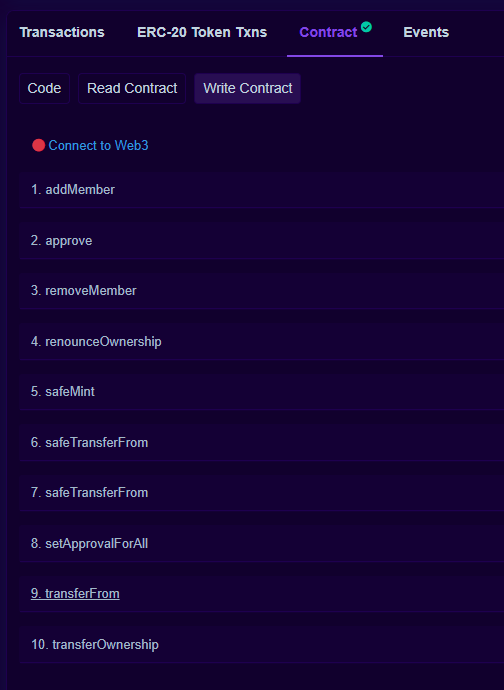 Transactions ERC-20 Token Txns Contract Events
Code Read Contract Write Contract
Connect to Web3
1. addMember
2. approve
3. removeMember
4. renounceOwnership
5. safeMint
6. safeTransferFrom
7. safeTransferFrom
8. setApprovalForAll
9. transferFrom
10. transferOwnership